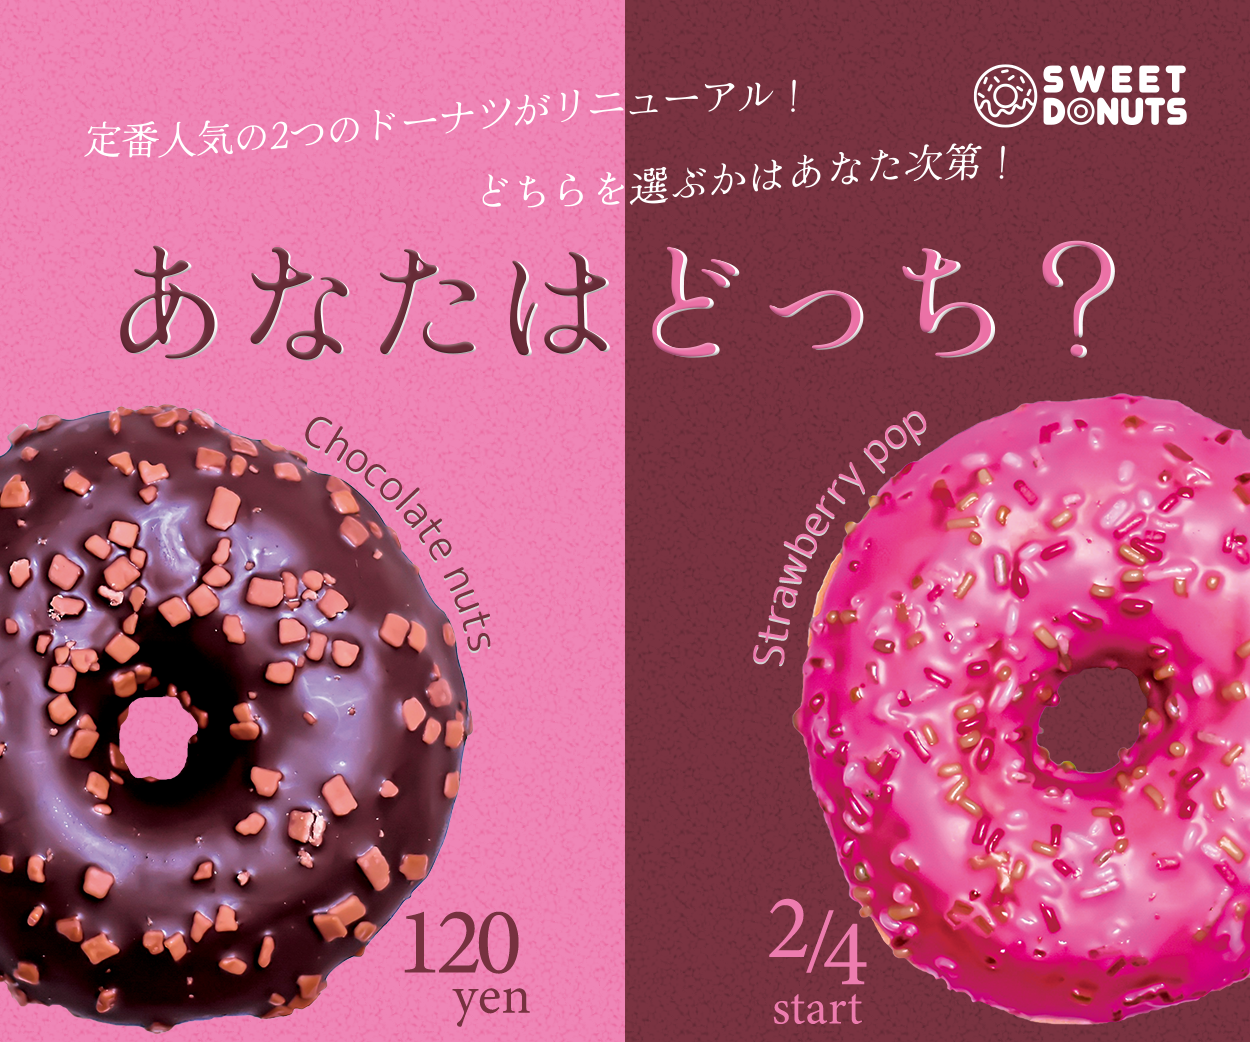 SWEET
DONUTS
定番人気の2つのドーナツがリニューアル！
どちらを選ぶかはあなた次第！
あなたはどっち？
Chocolate nuts
Strawberry pop
120
yen
2/4
start